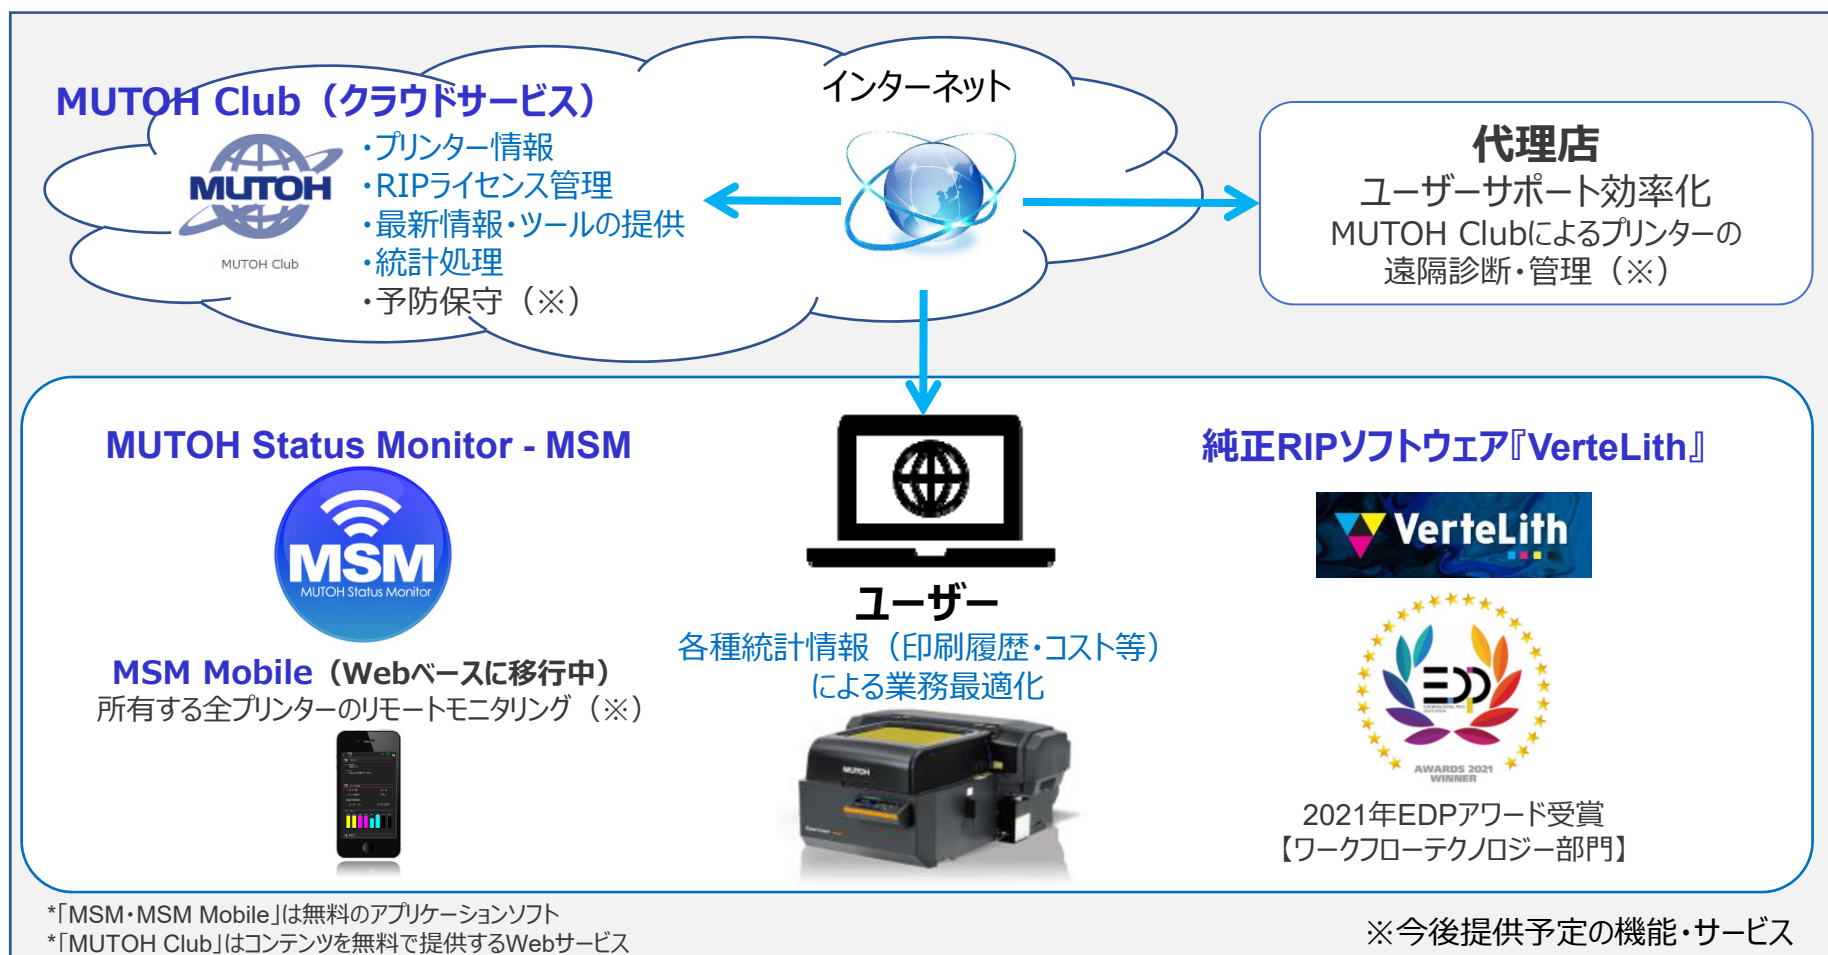 MUTOH Club（クラウドサービス）
MUTOH
MUTOH Club
・プリンター情報
・RIPライセンス管理
・最新情報・ツールの提供
・統計処理
・予防保守（※）
インターネット
代理店
ユーザーサポート効率化
MUTOH Clubによるプリンターの
遠隔診断・管理（※）
MUTOH Status Monitor - MSM
MSM
MUTOH Status Monitor
MSM Mobile（Webベースに移行中）
所有する全プリンターのリモートモニタリング（※）
ユーザー
各種統計情報（印刷履歴・コスト等）
による業務最適化
MUTOH
純正RIPソフトウェア『VerteLith』
VerteLith
EDP
AWARDS 2021
WINNER
2021年EDPアワード受賞
【ワークフローテクノロジー部門】
*「MSM・MSM Mobile」は無料のアプリケーションソフト
*「MUTOH Club」はコンテンツを無料で提供するWebサービス
※今後提供予定の機能・サービス